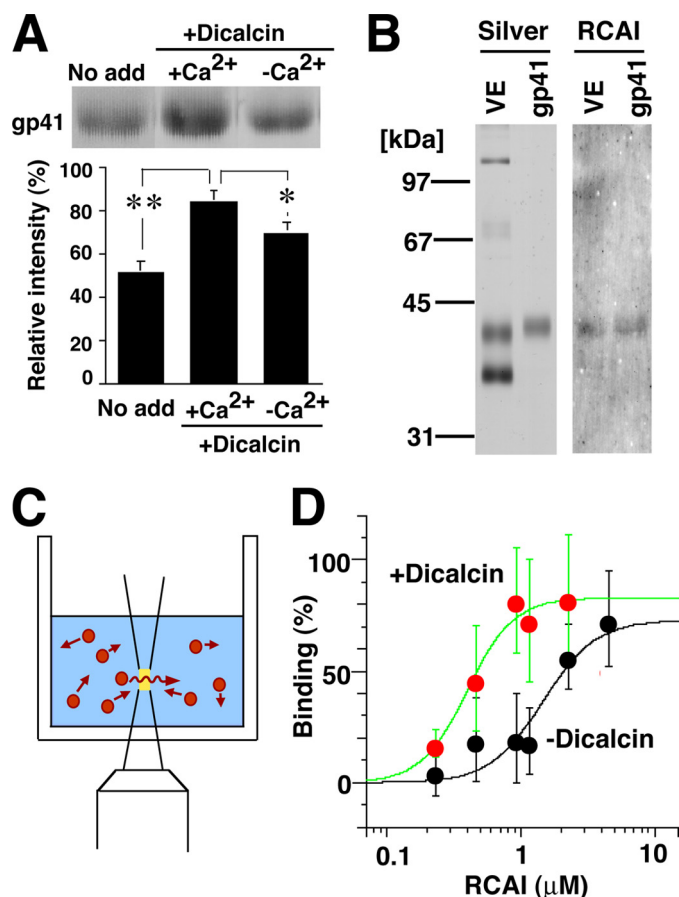 A
+Dicalcin
No add
+Ca2+
-Ca2+
gp41
Relative intensity (%)
100
80
60
40
20
0
**
*
No add
+Ca2+
-Ca2+
+Dicalcin
B
Silver
RCAI
VE
gp41
VE
gp41
[kDa]
97
67
45
31
C
D
Binding (%)
100
50
0
+Dicalcin
-Dicalcin
0.1
1
10
RCAI (μM)